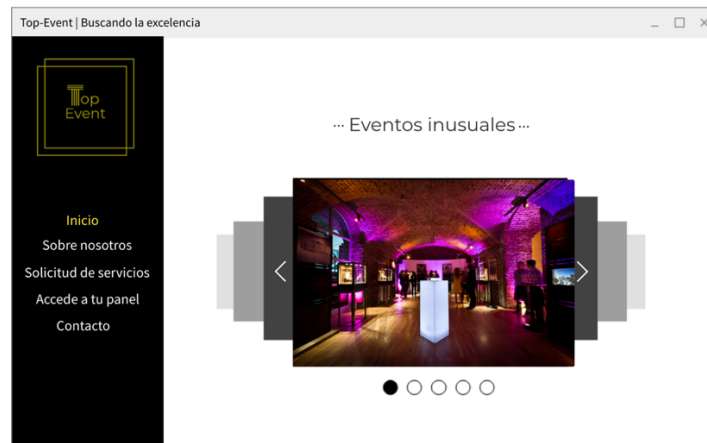 Top-Event | Buscando la excelencia
Top
Event
··· Eventos inusuales ···
Inicio
Sobre nosotros
Solicitud de servicios
Accede a tu panel
Contacto